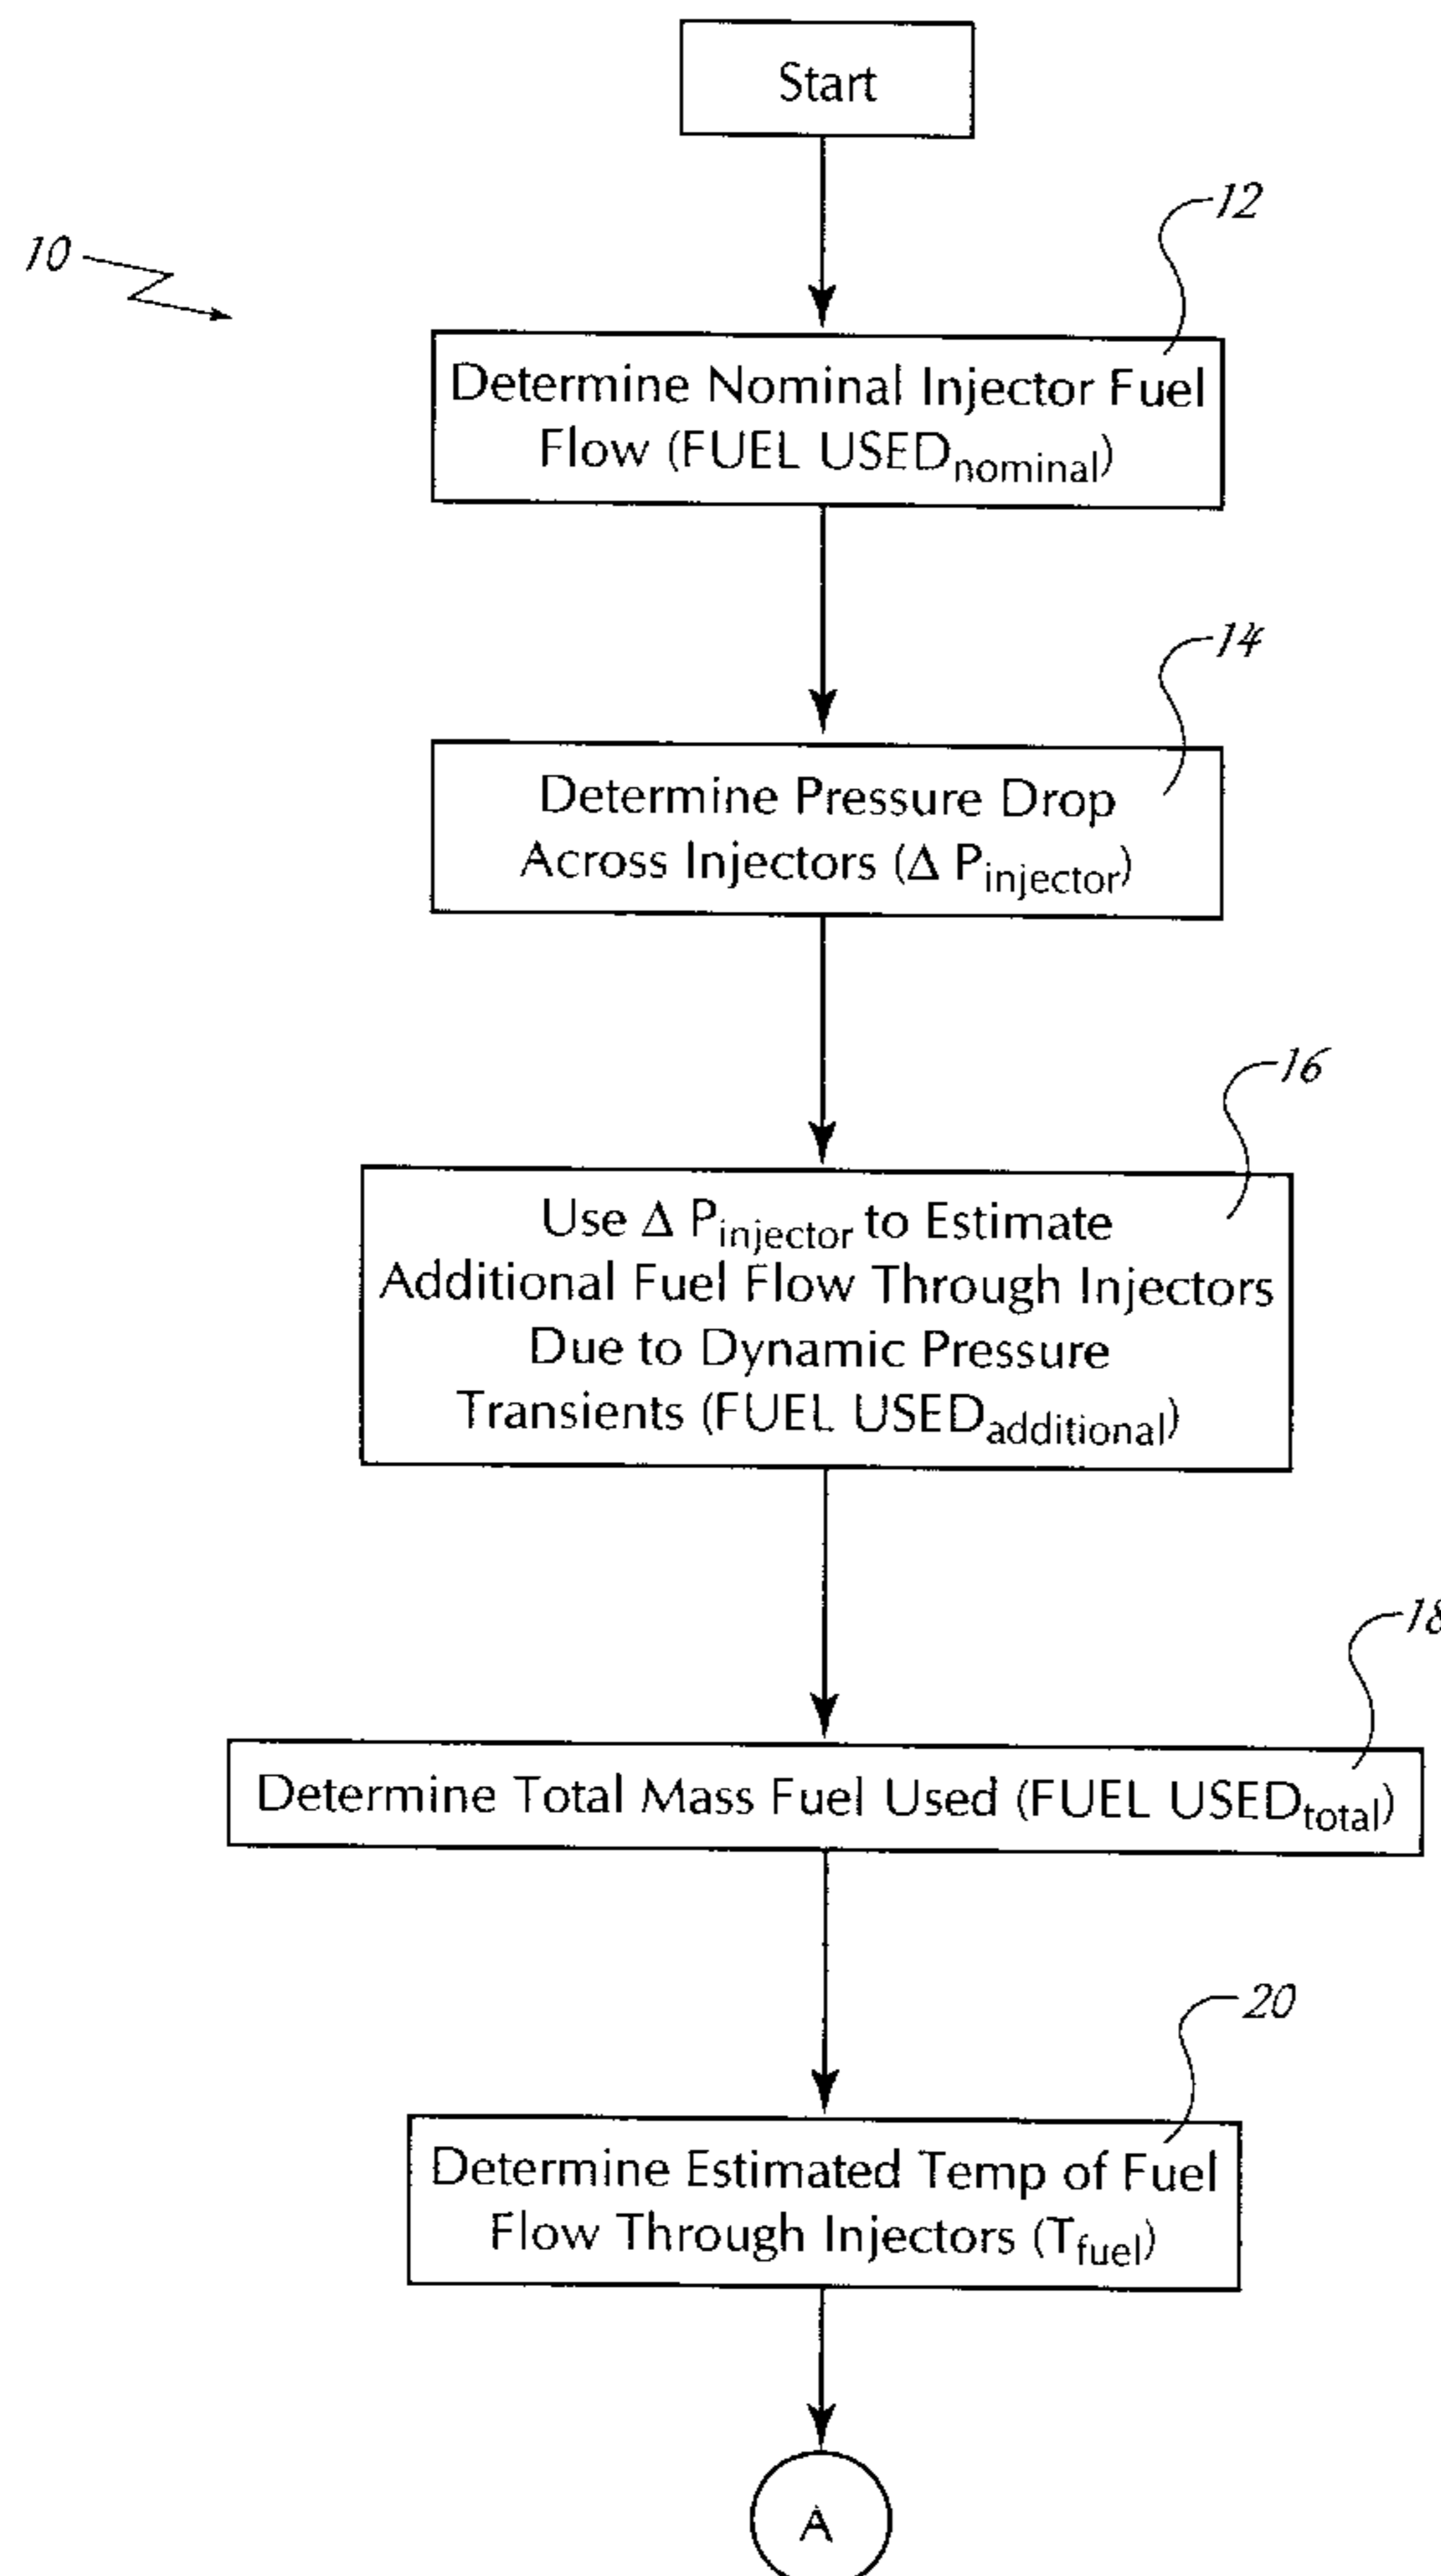 Start
10
12
Determine Nominal Injector Fuel
Flow (FUEL USEDnominal)
14
Determine Pressure Drop
Across Injectors (Δ Pinjector)
16
Use Δ Pinjector to Estimate
Additional Fuel Flow Through Injectors
Due to Dynamic Pressure
Transients (FUEL USEDadditional)
18
Determine Total Mass Fuel Used (FUEL USEDtotal)
20
Determine Estimated Temp of Fuel
Flow Through Injectors (Tfuel)
A